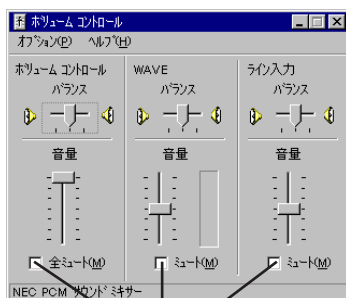 ボリューム コントロール
オプション(P) ヘルプ(H)
ボリューム コントロール
バランス
音量
全ミュート(M)
WAVE
バランス
音量
ミュート(M)
ライン入力
バランス
音量
ミュート(M)
NEC PCM サウンド ミキサー